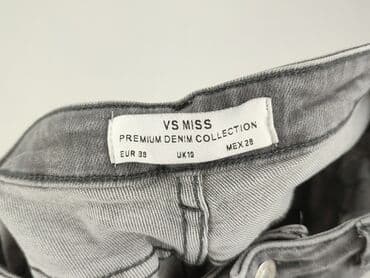 VS MISS
PREMIUM DENIM COLLECTION
EUR 38 UK10 MEX 28